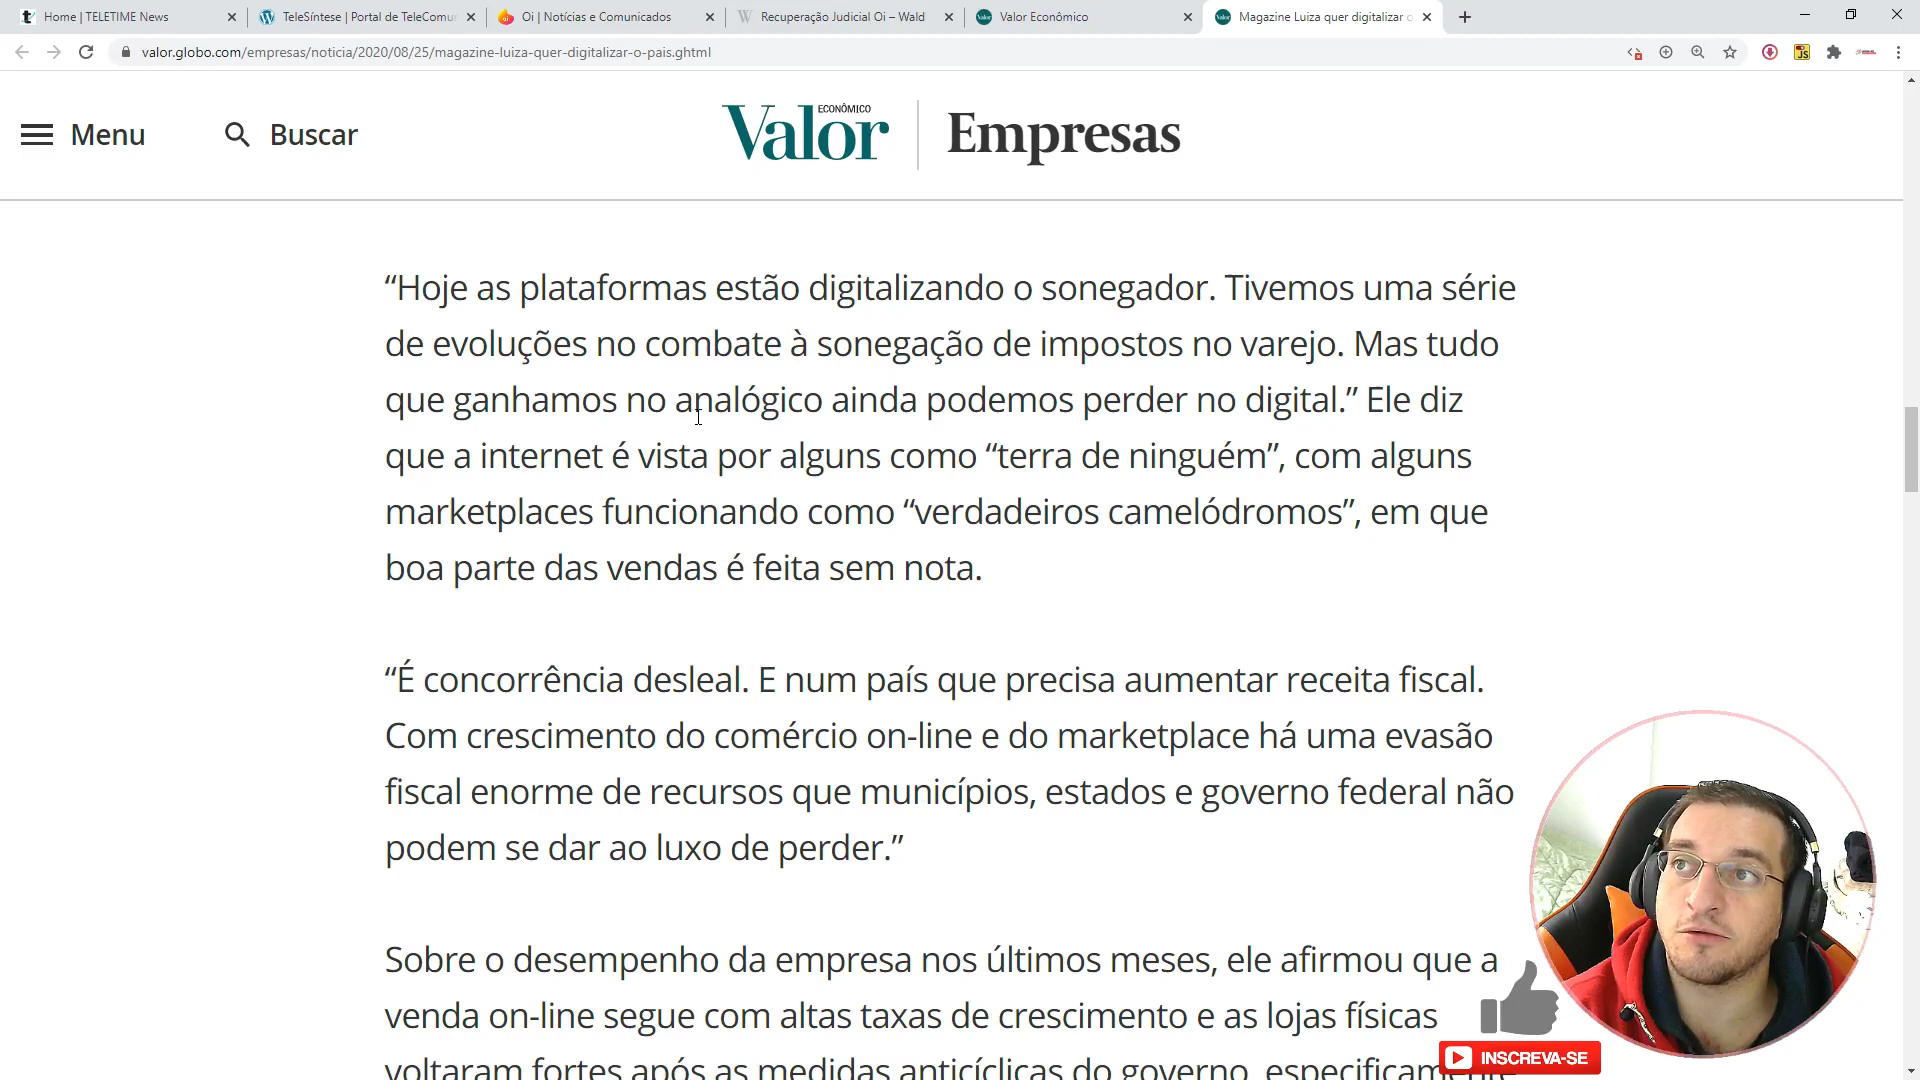 Home | TELETIME News
TeleSíntese | Portal de TeleComu
Oi | Notícias e Comunicados
Recuperação Judicial Oi – Wald
Valor Econômico
Magazine Luiza quer digitalizar o
valor.globo.com/empresas/noticia/2020/08/25/magazine-luiza-quer-digitalizar-o-pais.ghtml
JS
Menu
Buscar
Valor ECONÔMICO
Empresas
“Hoje as plataformas estão digitalizando o sonegador. Tivemos uma série
de evoluções no combate à sonegação de impostos no varejo. Mas tudo
que ganhamos no analógico ainda podemos perder no digital.” Ele diz
que a internet é vista por alguns como “terra de ninguém”, com alguns
marketplaces funcionando como “verdadeiros camelódromos”, em que
boa parte das vendas é feita sem nota.
“É concorrência desleal. E num país que precisa aumentar receita fiscal.
Com crescimento do comércio on-line e do marketplace há uma evasão
fiscal enorme de recursos que municípios, estados e governo federal não
podem se dar ao luxo de perder.”
Sobre o desempenho da empresa nos últimos meses, ele afirmou que a
venda on-line segue com altas taxas de crescimento e as lojas físicas
voltaram fortes após as medidas anticíclicas do governo, especificamente
INSCREVA-SE